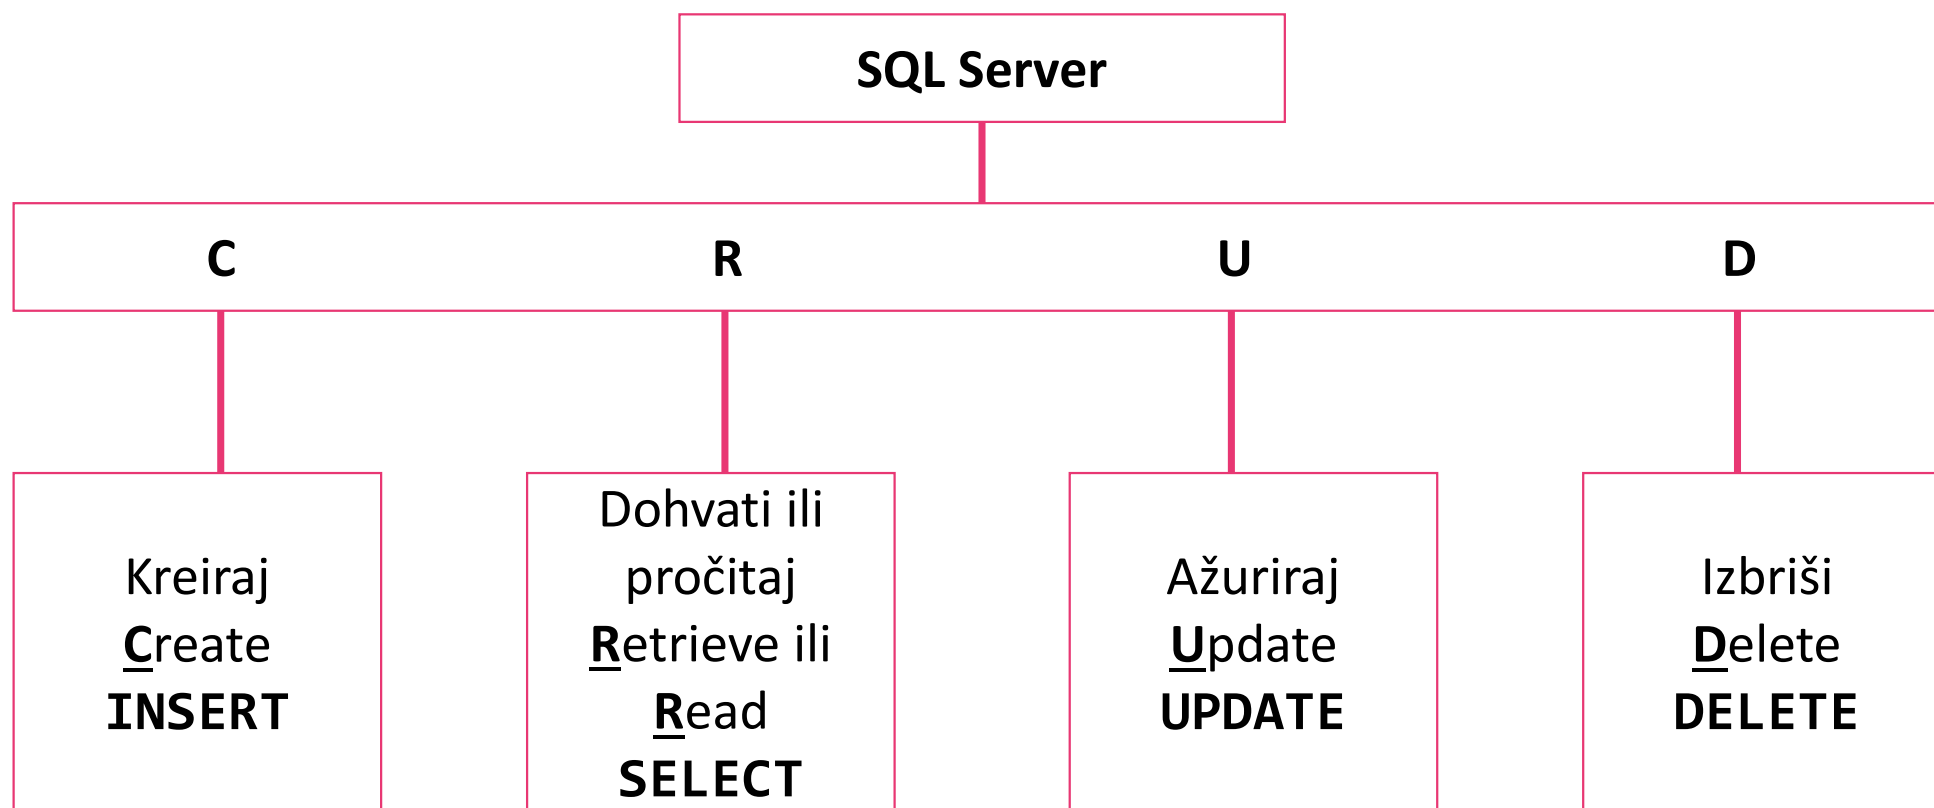 SQL Server
C R U D
Kreiraj
Create
INSERT
Dohvati ili
pročitaj
Retrieve ili
Read
SELECT
Ažuriraj
Update
UPDATE
Izbriši
Delete
DELETE